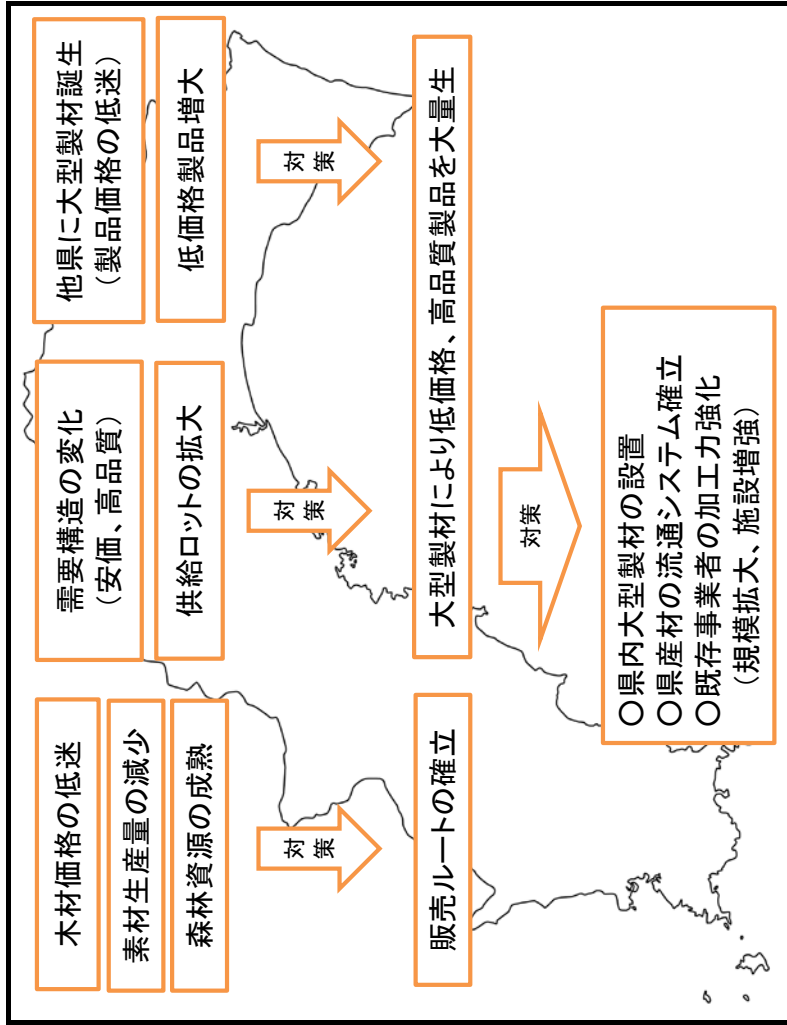 木材価格の低迷
素材生産量の減少
森林資源の成熟
対策
販売ルートの確立
需要構造の変化
(安価、高品質)
供給ロットの拡大
対策
他県に大型製材誕生
(製品価格の低迷)
低価格製品増大
対策
大型製材により低価格、高品質製品を大量生
対策
○県内大型製材の設置
○県産材の流通システム確立
○既存事業者の加工力強化
(規模拡大、施設増強)